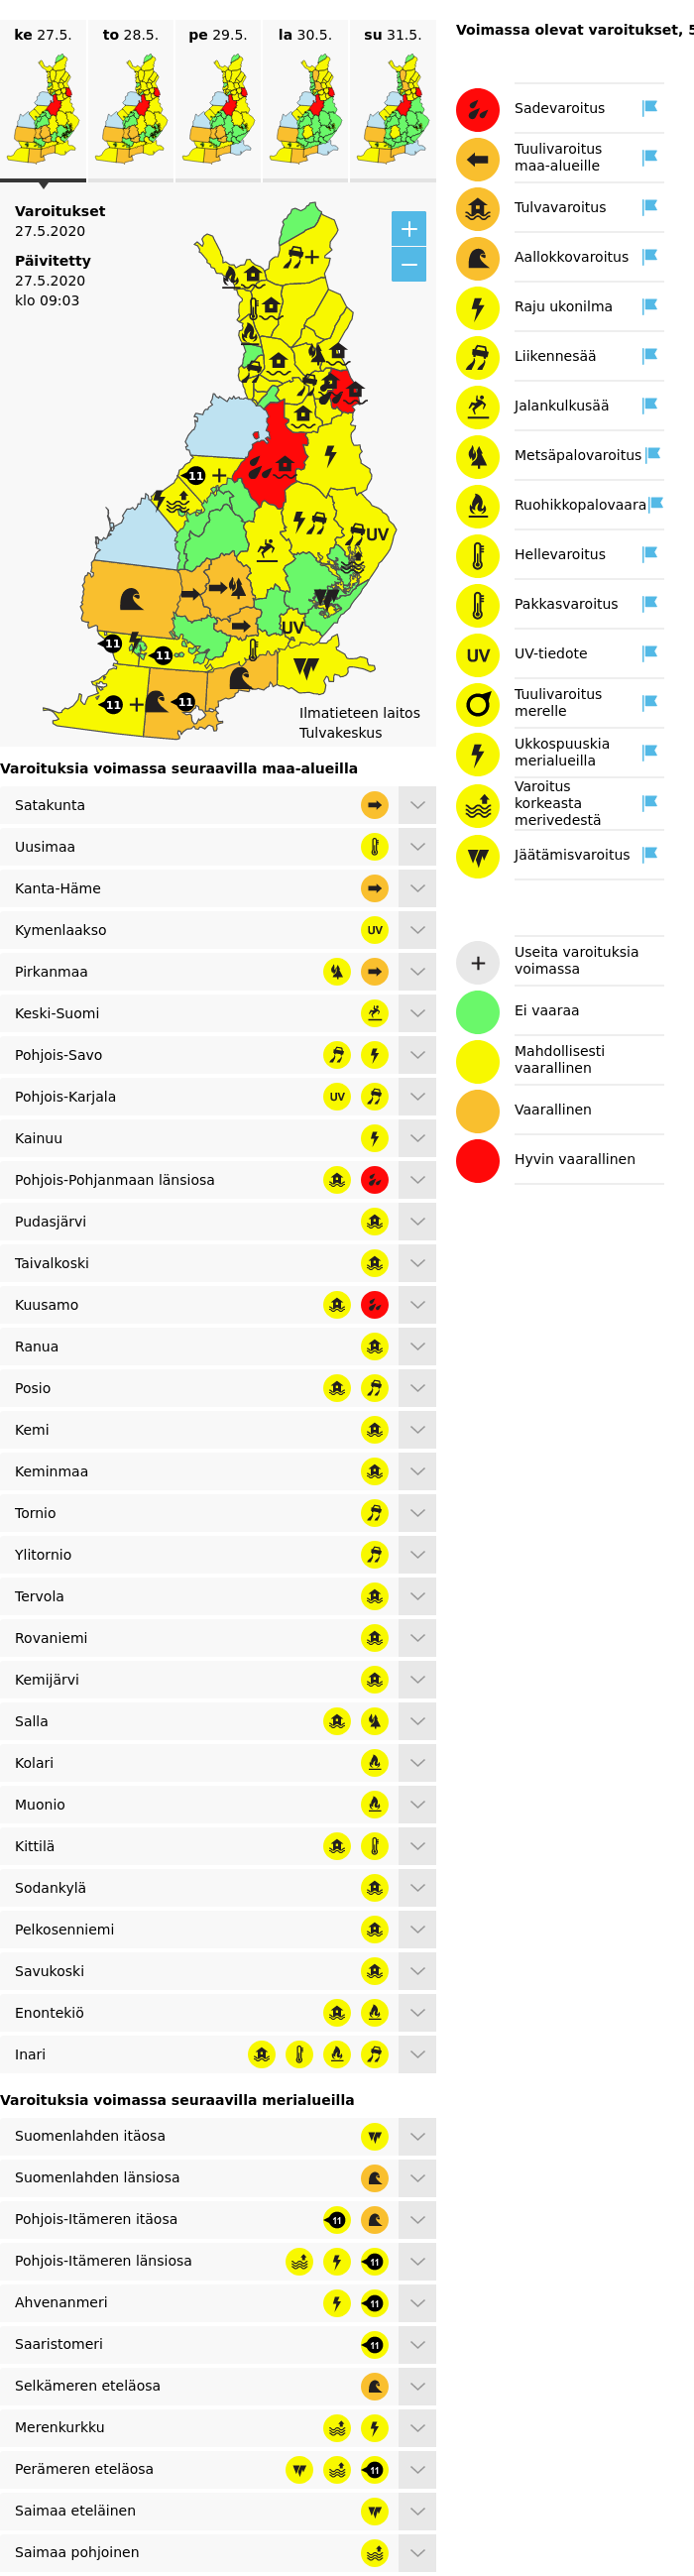 ke 27.5.
to 28.5.
pe 29.5.
la 30.5.
su 31.5.
Varoitukset
27.5.2020
Päivitetty
27.5.2020
klo 09:03
+
−
11
UV
UV
11
11
11
11
Ilmatieteen laitos
Tulvakeskus
Varoituksia voimassa seuraavilla maa-alueilla
Satakunta
Uusimaa
Kanta-Häme
Kymenlaakso UV
Pirkanmaa
Keski-Suomi
Pohjois-Savo
Pohjois-Karjala UV
Kainuu
Pohjois-Pohjanmaan länsiosa
Pudasjärvi
Taivalkoski
Kuusamo
Ranua
Posio
Kemi
Keminmaa
Tornio
Ylitornio
Tervola
Rovaniemi
Kemijärvi
Salla
Kolari
Muonio
Kittilä
Sodankylä
Pelkosenniemi
Savukoski
Enontekiö
Inari
Varoituksia voimassa seuraavilla merialueilla
Suomenlahden itäosa
Suomenlahden länsiosa
Pohjois-Itämeren itäosa 11
Pohjois-Itämeren länsiosa 11
Ahvenanmeri 11
Saaristomeri 11
Selkämeren eteläosa
Merenkurkku
Perämeren eteläosa 11
Saimaa eteläinen
Saimaa pohjoinen
Voimassa olevat varoitukset, 5
Sadevaroitus
Tuulivaroitus
maa-alueille
Tulvavaroitus
Aallokkovaroitus
Raju ukonilma
Liikennesää
Jalankulkusää
Metsäpalovaroitus
Ruohikkopalovaara
Hellevaroitus
Pakkasvaroitus
UV UV-tiedote
Tuulivaroitus
merelle
Ukkospuuskia
merialueilla
Varoitus
korkeasta
merivedestä
Jäätämisvaroitus
+ Useita varoituksia
voimassa
Ei vaaraa
Mahdollisesti
vaarallinen
Vaarallinen
Hyvin vaarallinen